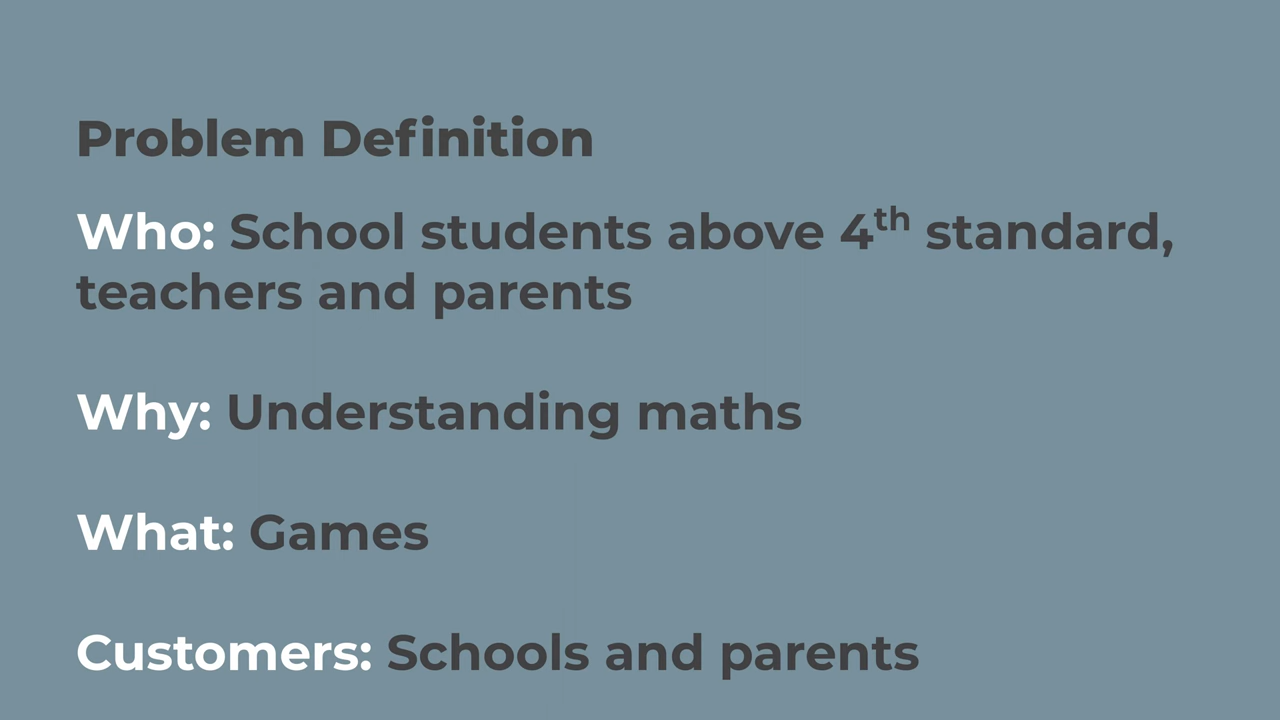 Problem Definition
Who: School students above 4th standard,
teachers and parents
Why: Understanding maths
What: Games
Customers: Schools and parents